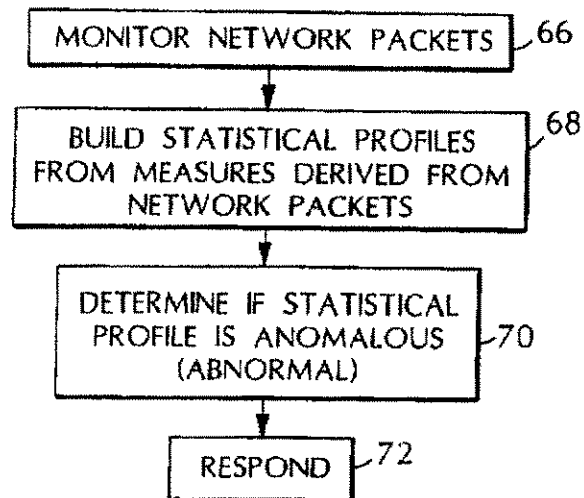 MONITOR NETWORK PACKETS 66
BUILD STATISTICAL PROFILES 68
FROM MEASURES DERIVED FROM
NETWORK PACKETS
DETERMINE IF STATISTICAL
PROFILE IS ANOMALOUS 70
(ABNORMAL)
RESPOND 72